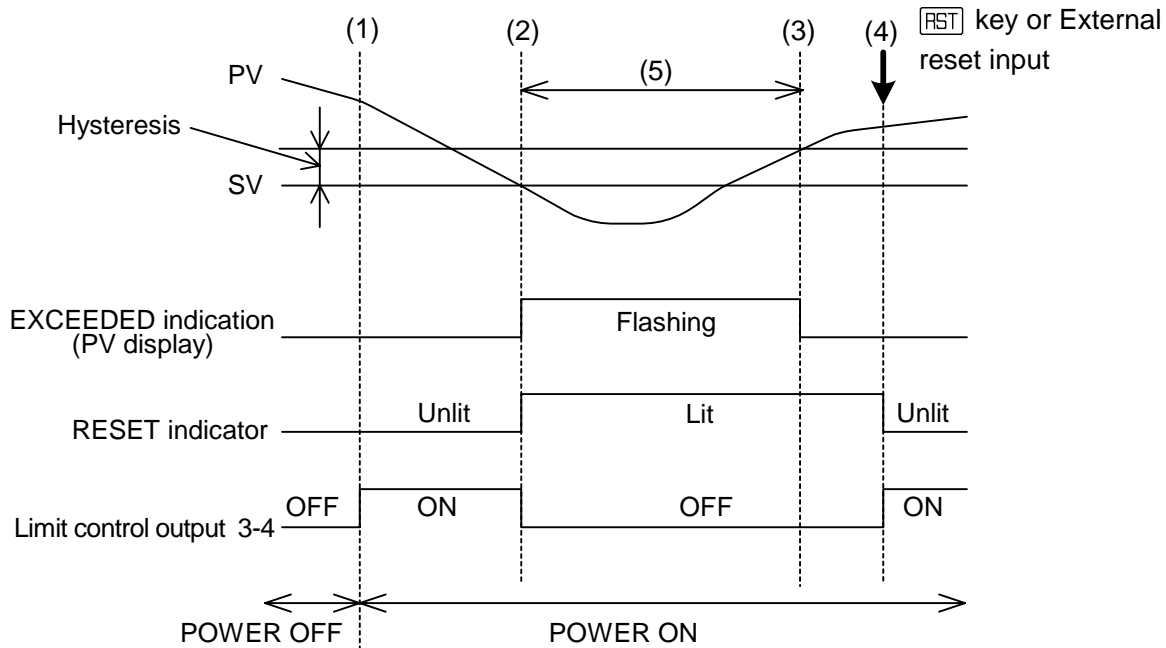 (1)
(2)
(3)
(4)
RST key or External
reset input
PV
(5)
Hysteresis
SV
EXCEEDED indication
(PV display)
Flashing
RESET indicator
Unlit
Lit
Unlit
Limit control output 3-4
OFF
ON
OFF
ON
POWER OFF
POWER ON